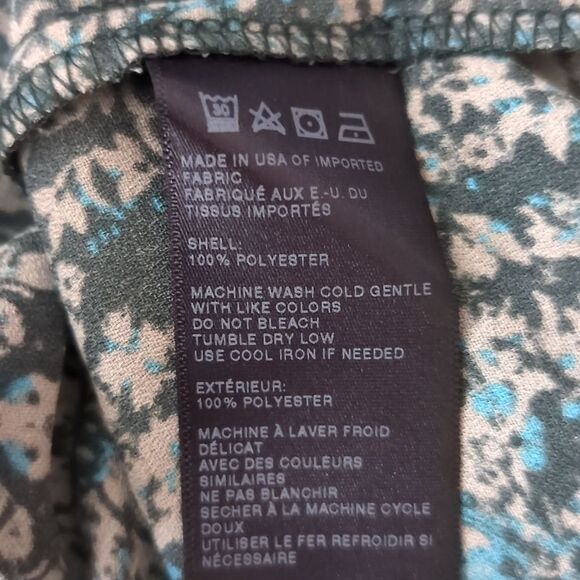 30
MADE IN USA OF IMPORTED
FABRIC
FABRIQUÉ AUX E.-U. DU
TISSUS IMPORTÉS
SHELL:
100% POLYESTER
MACHINE WASH COLD GENTLE
WITH LIKE COLORS
DO NOT BLEACH
TUMBLE DRY LOW
USE COOL IRON IF NEEDED
EXTÉRIEUR:
100% POLYESTER
MACHINE À LAVER FROID
DÉLICAT
AVEC DES COULEURS
SIMILAIRES
NE PAS BLANCHIR
SECHER À LA MACHINE CYCLE
DOUX
UTILISER LE FER REFROIDIR SI
NÉCESSAIRE